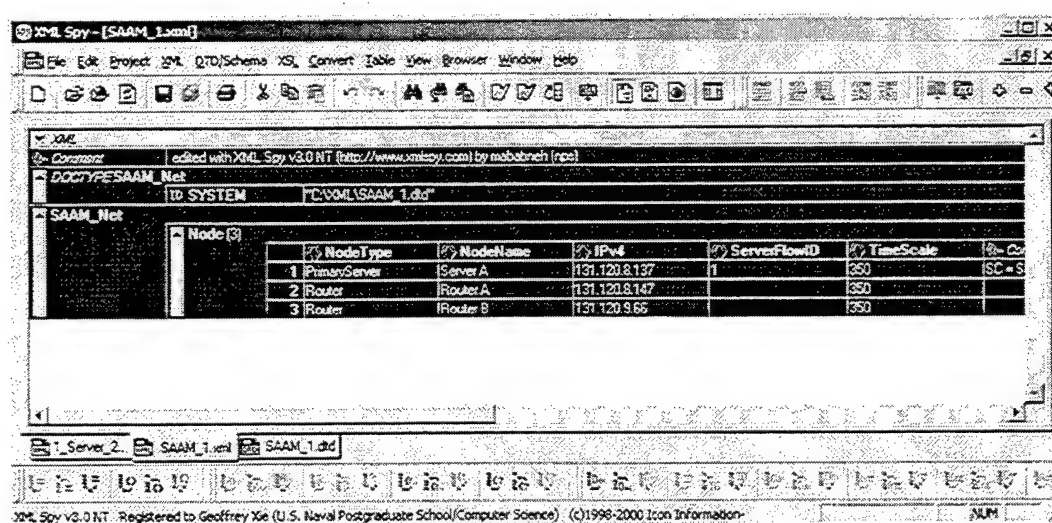 XML Spy - [SAAM_1.xml]
File Edit Project XML DTD/Schema XSL Convert Table View Browser Window Help
XML
Comment edited with XML Spy v3.0 NT (http://www.xmlspy.com) by mababneh (nps)
DOCTYPE SAAM_Net
ID SYSTEM "C:\XML\SAAM_1.dtd"
SAAM_Net
Node (3)
NodeType NodeName IPv4 ServerFlowID TimeScale
1 PrimaryServer Server A 131.120.8.137 1 350 SC = S
2 Router Router A 131.120.8.147 350
3 Router Router B 131.120.9.66 350
1_Server_2.. SAAM_1.xml SAAM_1.dtd
XML Spy v3.0 NT Registered to Geoffrey Xie (U.S. Naval Postgraduate School/Computer Science) (c)1998-2000 Icon Information- NUM